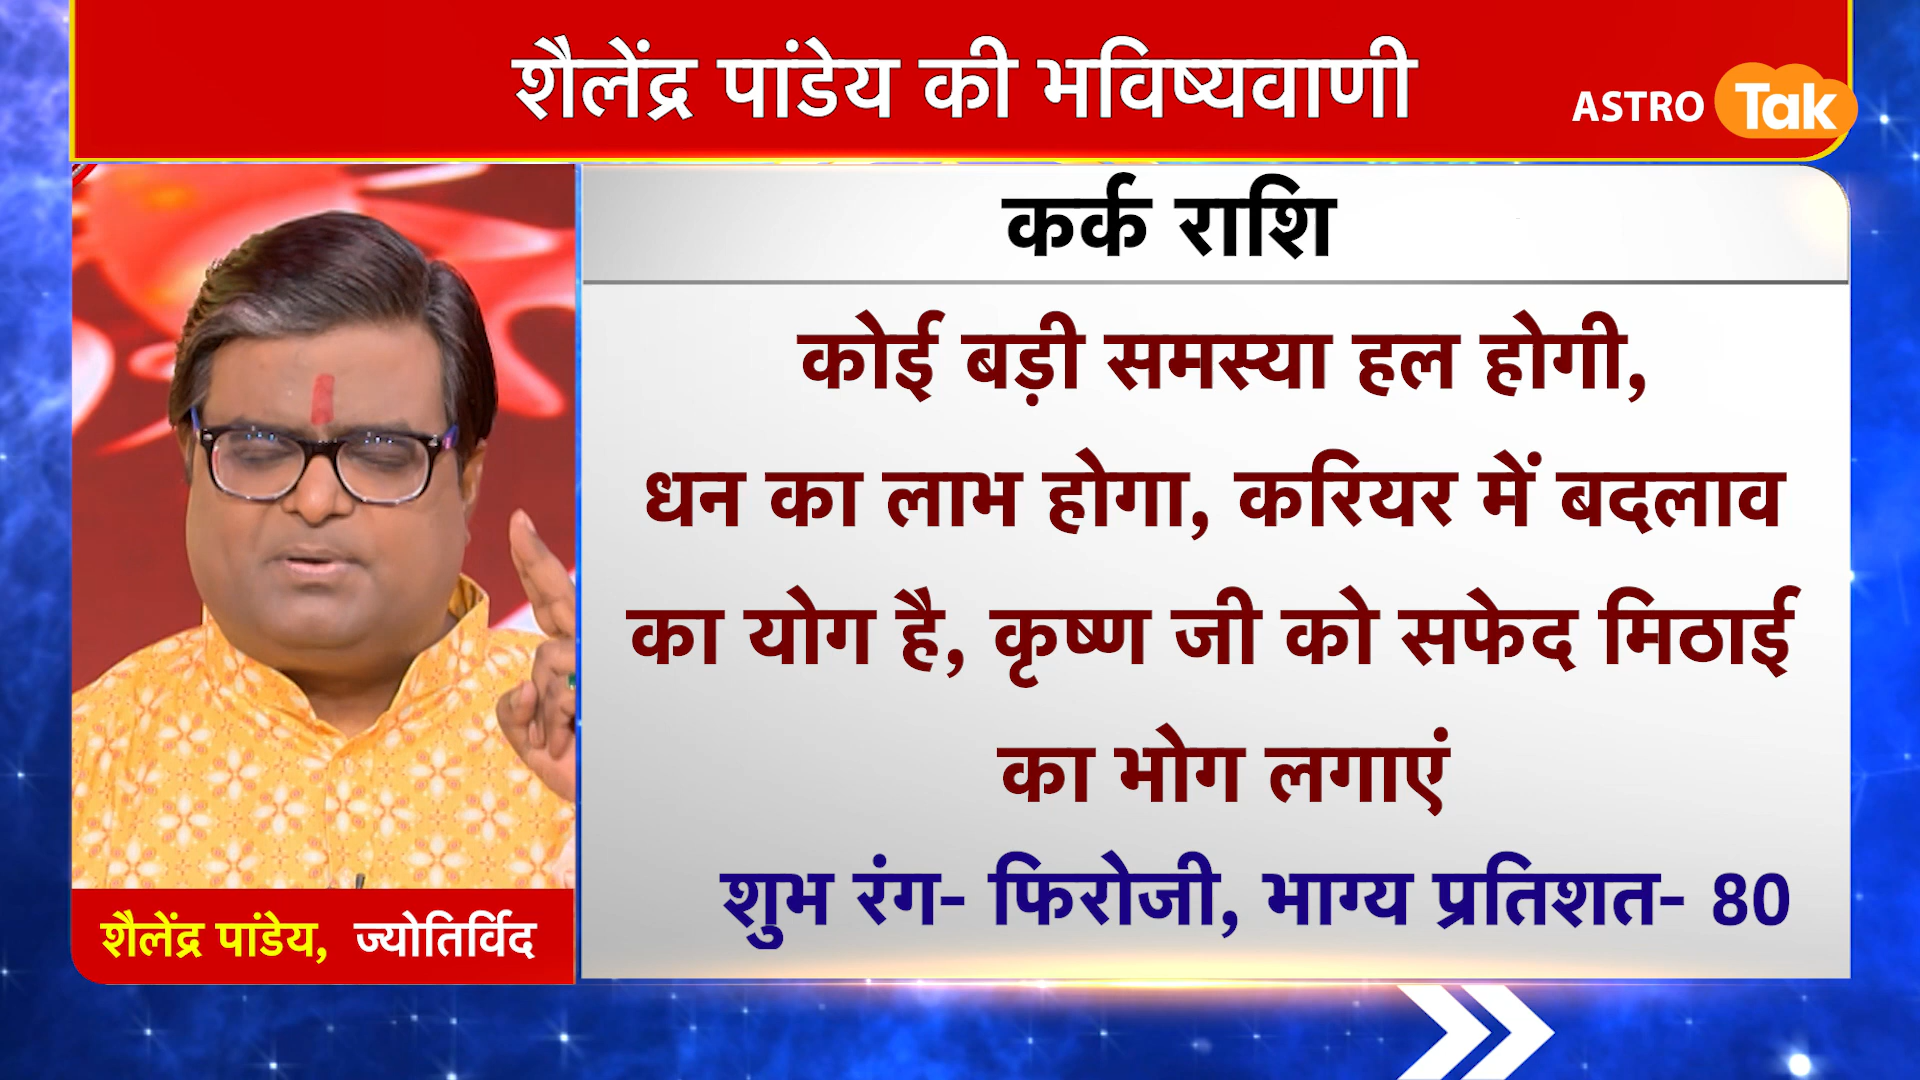 शैलेंद्र पांडेय की भविष्यवाणी
ASTRO Tak
कर्क राशि
कोई बड़ी समस्या हल होगी,
धन का लाभ होगा, करियर में बदलाव
का योग है, कृष्ण जी को सफेद मिठाई
का भोग लगाएं
शुभ रंग- फिरोजी, भाग्य प्रतिशत- 80
शैलेंद्र पांडेय, ज्योतिर्विद